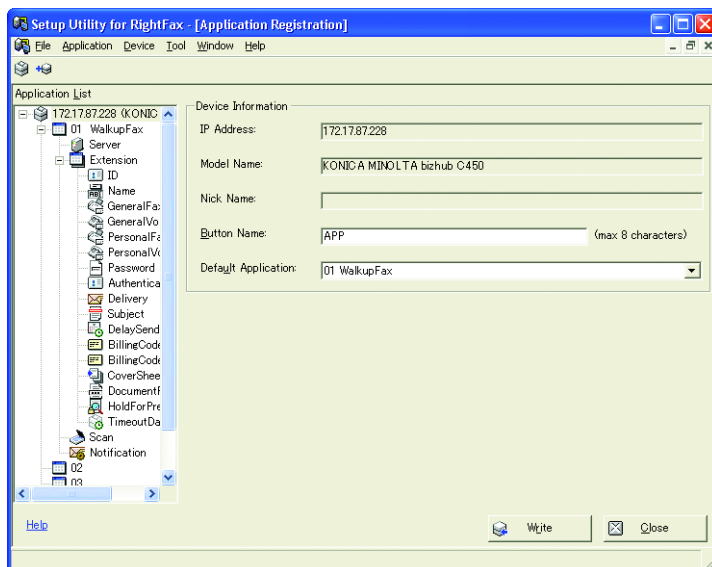 Setup Utility for RightFax - [Application Registration]
File Application Device Tool Window Help
Application List
172.17.87.228 (KONIC
01 WalkupFax
Server
Extension
ID
Name
GeneralFa
GeneralVo
PersonalFa
PersonalVo
Password
Authentica
Delivery
Subject
DelaySend
BillingCode
BillingCode
CoverShee
DocumentF
HoldForPre
TimeoutDa
Scan
Notification
02
03
Device Information
IP Address: 172.17.87.228
Model Name: KONICA MINOLTA bizhub C450
Nick Name:
Button Name: APP (max 8 characters)
Default Application: 01 WalkupFax
Help
Write
Close